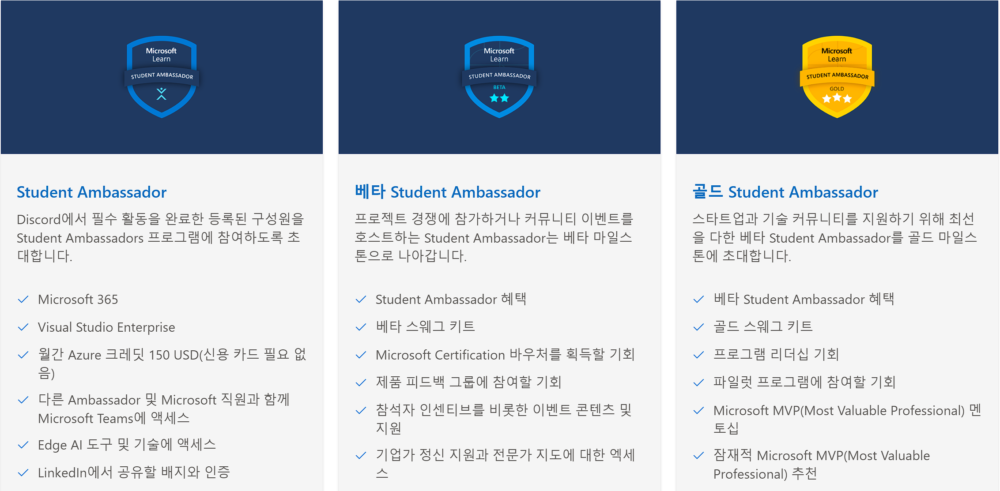 Microsoft
Learn
STUDENT AMBASSADOR
Student Ambassador
Discord에서 필수 활동을 완료한 등록된 구성원을
Student Ambassadors 프로그램에 참여하도록 초
대합니다.
Microsoft 365
Visual Studio Enterprise
월간 Azure 크레딧 150 USD(신용 카드 필요 없
음)
다른 Ambassador 및 Microsoft 직원과 함께
Microsoft Teams에 액세스
Edge AI 도구 및 기술에 액세스
LinkedIn에서 공유할 배지와 인증
Microsoft
Learn
STUDENT AMBASSADOR
BETA
베타 Student Ambassador
프로젝트 경쟁에 참가하거나 커뮤니티 이벤트를
호스트하는 Student Ambassador는 베타 마일스
톤으로 나아갑니다.
Student Ambassador 혜택
베타 스웨그 키트
Microsoft Certification 바우처를 획득할 기회
제품 피드백 그룹에 참여할 기회
참석자 인센티브를 비롯한 이벤트 콘텐츠 및
지원
기업가 정신 지원과 전문가 지도에 대한 엑세
스
Microsoft
Learn
STUDENT AMBASSADOR
GOLD
골드 Student Ambassador
스타트업과 기술 커뮤니티를 지원하기 위해 최선
을 다한 베타 Student Ambassador를 골드 마일스
톤에 초대합니다.
베타 Student Ambassador 혜택
골드 스웨그 키트
프로그램 리더십 기회
파일럿 프로그램에 참여할 기회
Microsoft MVP(Most Valuable Professional) 멘
토십
잠재적 Microsoft MVP(Most Valuable
Professional) 추천